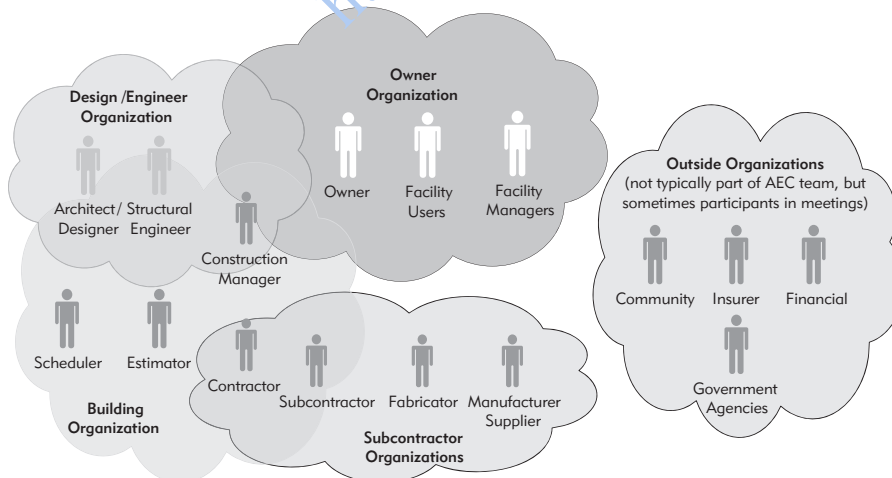 Owner
Organization
Design /Engineer
Organization
Owner
Facility
Users
Facility
Managers
Architect/
Designer
Structural
Engineer
Construction
Manager
Outside Organizations
(not typically part of AEC team, but
sometimes participants in meetings)
Community
Insurer
Financial
Government
Agencies
Scheduler
Estimator
Contractor
Subcontractor
Fabricator
Manufacturer
Supplier
Building
Organization
Subcontractor
Organizations